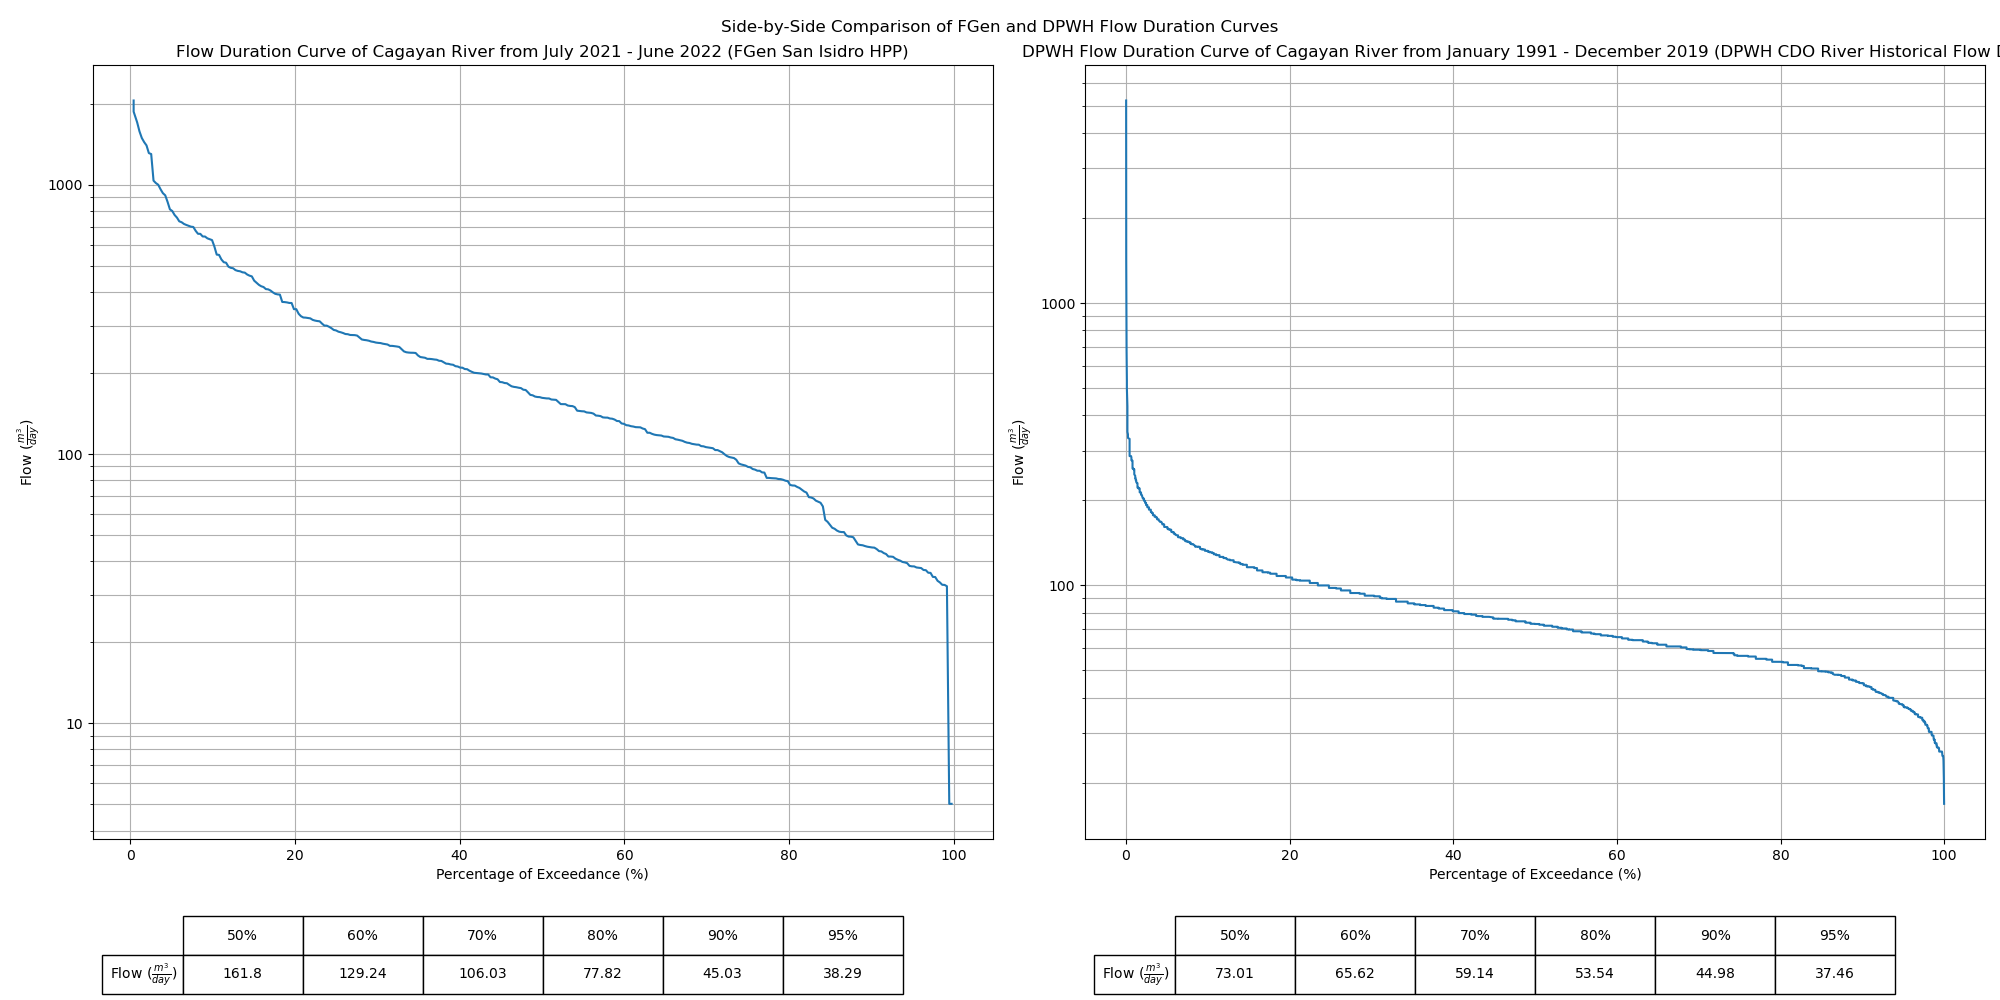 Side-by-Side Comparison of FGen and DPWH Flow Duration Curves
Flow Duration Curve of Cagayan River from July 2021 - June 2022 (FGen San Isidro HPP)
1000
100
10
Flow (m³/day)
0 20 40 60 80 100
Percentage of Exceedance (%)
50% 60% 70% 80% 90% 95%
Flow (m³/day) 161.8 129.24 106.03 77.82 45.03 38.29
DPWH Flow Duration Curve of Cagayan River from January 1991 - December 2019 (DPWH CDO River Historical Flow
1000
100
Flow (m³/day)
0 20 40 60 80 100
Percentage of Exceedance (%)
50% 60% 70% 80% 90% 95%
Flow (m³/day) 73.01 65.62 59.14 53.54 44.98 37.46